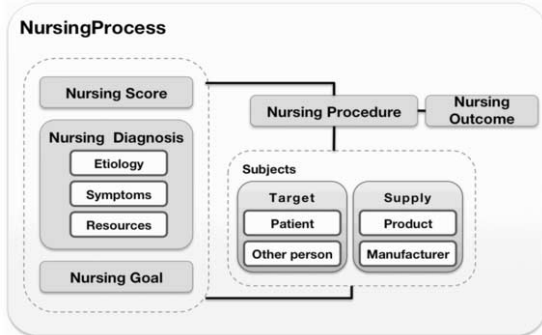 NursingProcess
Nursing Score
Nursing Diagnosis
Etiology
Symptoms
Resources
Nursing Goal
Nursing Procedure
Nursing
Outcome
Subjects
Target
Patient
Other person
Supply
Product
Manufacturer